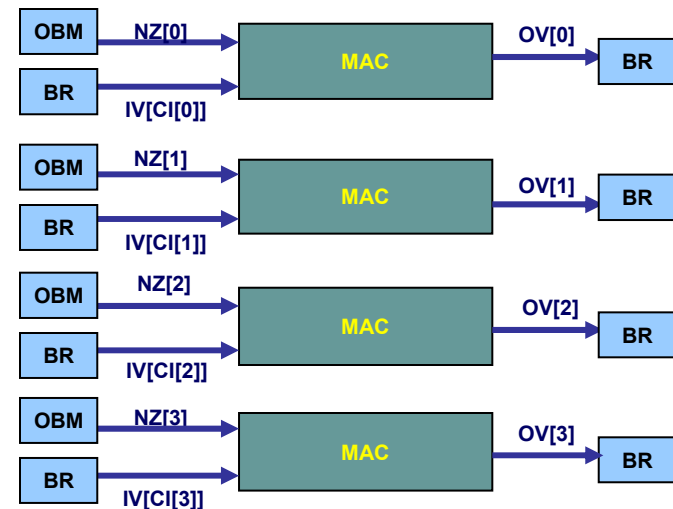 OBM NZ[0] MAC OV[0] BR
BR IV[CI[0]]
OBM NZ[1] MAC OV[1] BR
BR IV[CI[1]]
OBM NZ[2] MAC OV[2] BR
BR IV[CI[2]]
OBM NZ[3] MAC OV[3] BR
BR IV[CI[3]]